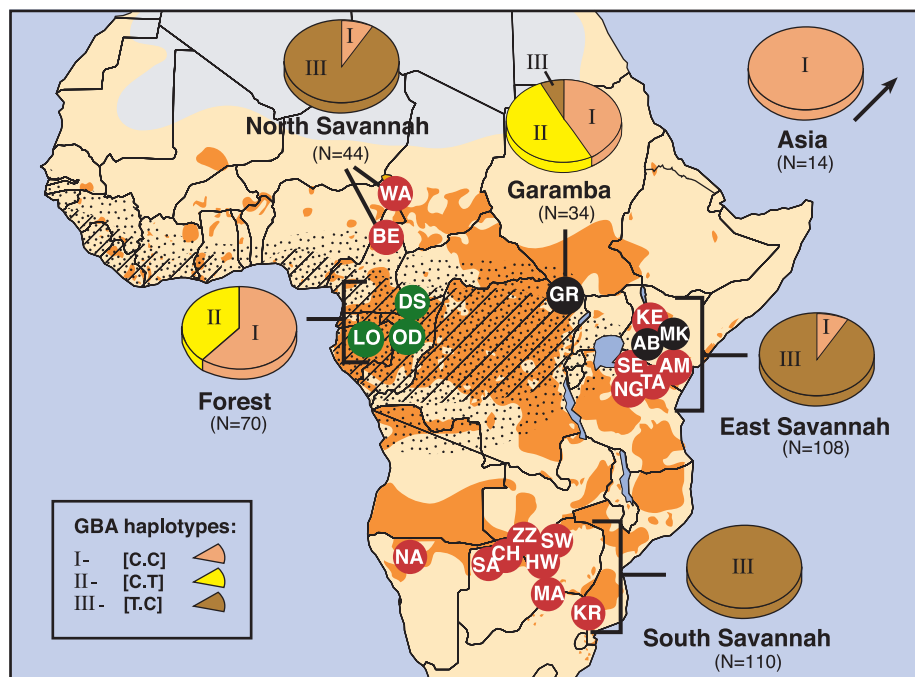 I
III
North Savannah
(N=44)
III
II
I
Garamba
(N=34)
I
Asia
(N=14)
WA
BE
GR
DS
LO
OD
II
I
Forest
(N=70)
KE
MK
AB
SE
AM
TA
NG
I
III
East Savannah
(N=108)
GBA haplotypes:
I- [C.C]
II- [C.T]
III- [T.C]
NA
ZZ
SW
CH
SA
HW
MA
KR
III
South Savannah
(N=110)